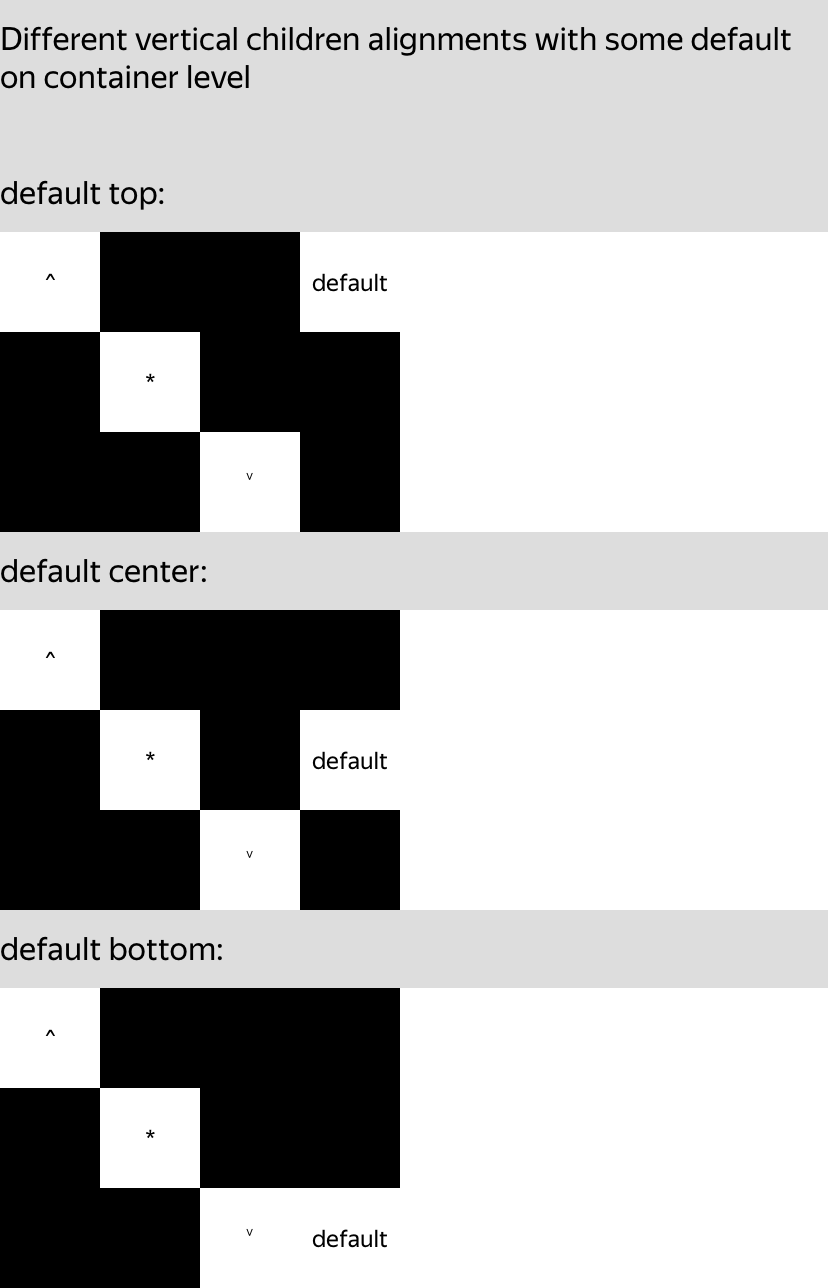 Different vertical children alignments with some default
on container level
default top:
^ default
*
v
default center:
^
* default
v
default bottom:
^
*
v default